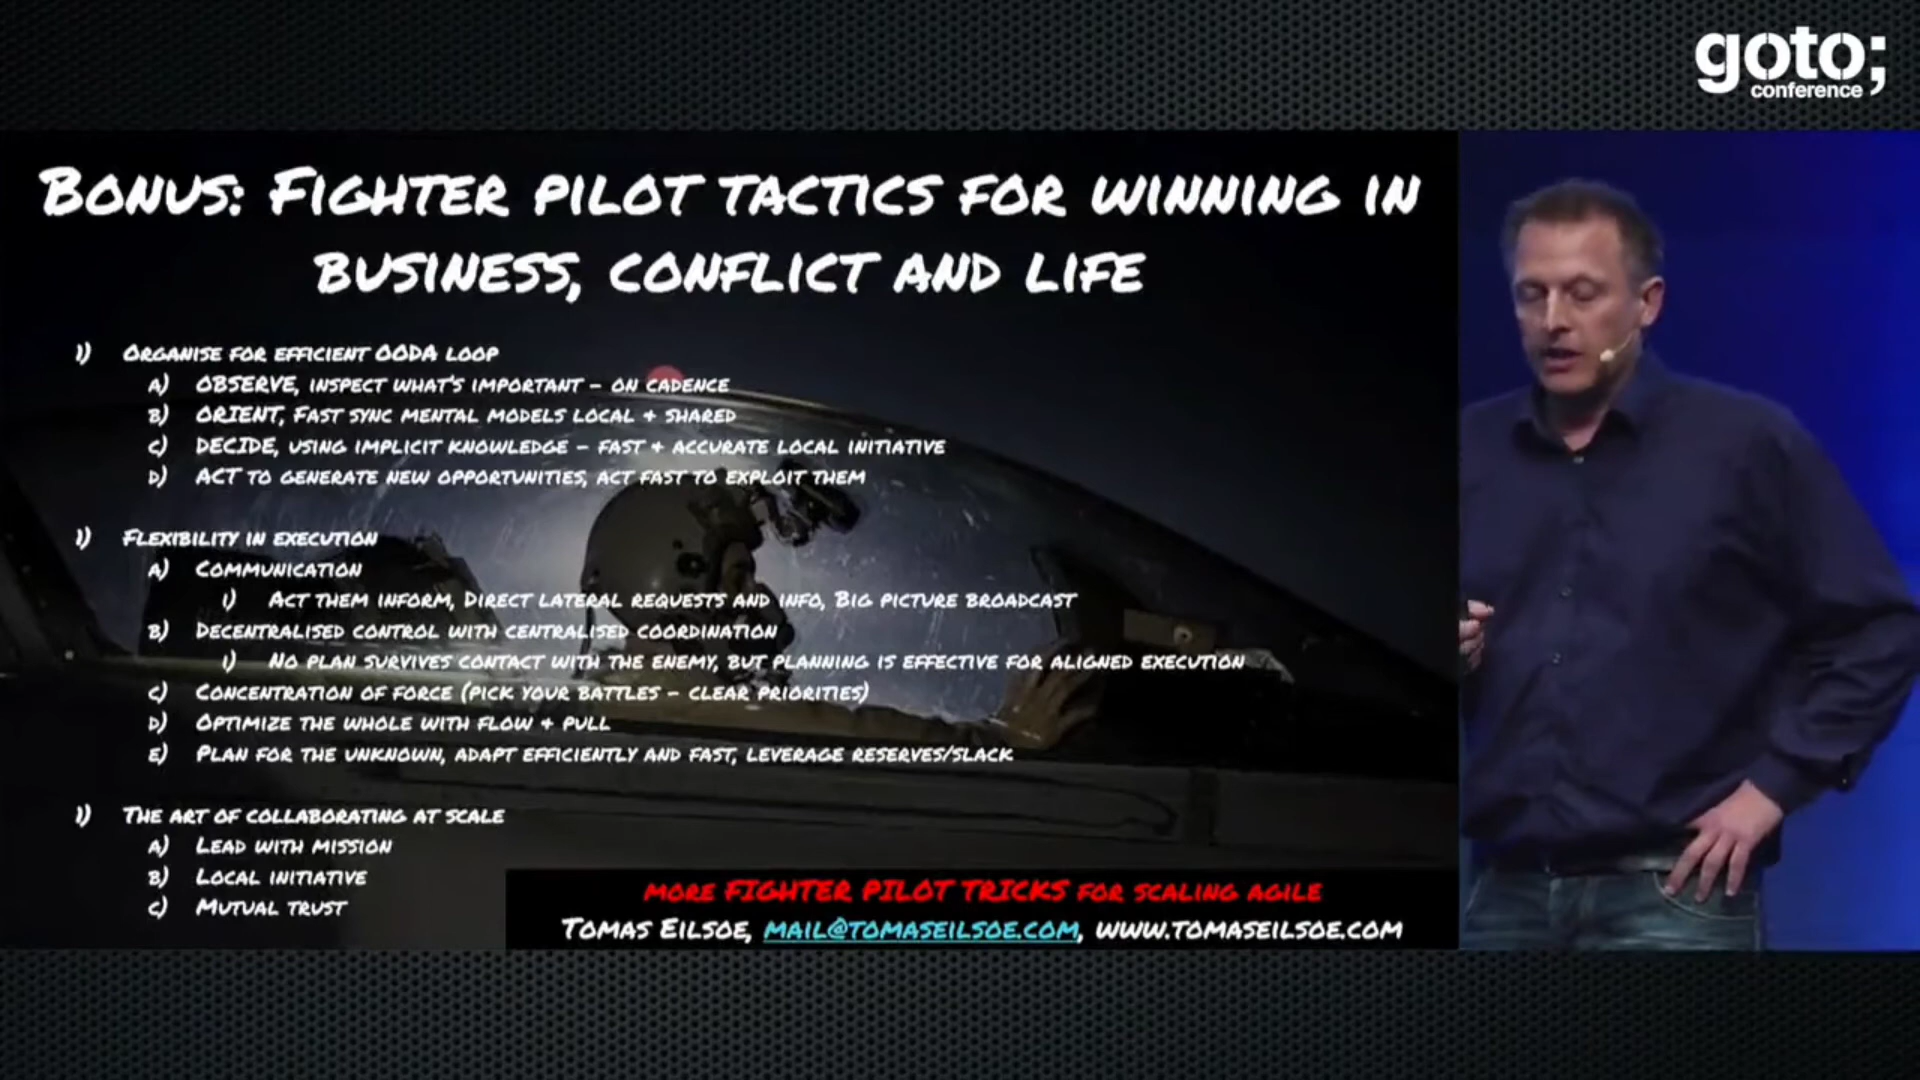 goto;
conference
Bonus: Fighter pilot tactics for winning in
business, conflict and life
1) Organise for efficient OODA loop
a) OBSERVE, inspect what's important – on cadence
b) ORIENT, Fast sync mental models local + shared
c) DECIDE, using implicit knowledge – fast + accurate local initiative
d) ACT to generate new opportunities, act fast to exploit them
1) Flexibility in execution
a) Communication
1) Act them inform, Direct lateral requests and info, Big picture broadcast
b) Decentralised control with centralised coordination
1) No plan survives contact with the enemy, but planning is effective for aligned execution
c) Concentration of force (pick your battles – clear priorities)
d) Optimize the whole with flow + pull
e) Plan for the unknown, adapt efficiently and fast, leverage reserves/slack
1) The art of collaborating at scale
a) Lead with mission
b) Local initiative
c) Mutual trust
more FIGHTER PILOT TRICKS for scaling agile
Tomas Eilsoe, mail@tomaseilsoe.com, www.tomaseilsoe.com